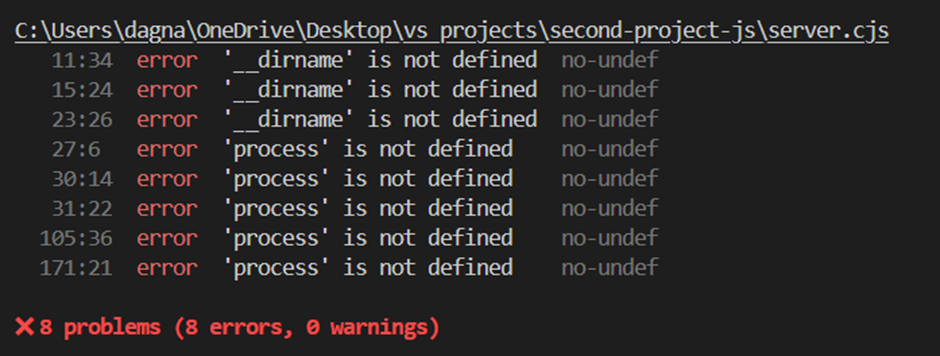 C:\Users\dagna\OneDrive\Desktop\vs projects\second-project-js\server.cjs
11:34 error '__dirname' is not defined no-undef
15:24 error '__dirname' is not defined no-undef
23:26 error '__dirname' is not defined no-undef
27:6 error 'process' is not defined no-undef
30:14 error 'process' is not defined no-undef
31:22 error 'process' is not defined no-undef
105:36 error 'process' is not defined no-undef
171:21 error 'process' is not defined no-undef
✖ 8 problems (8 errors, 0 warnings)